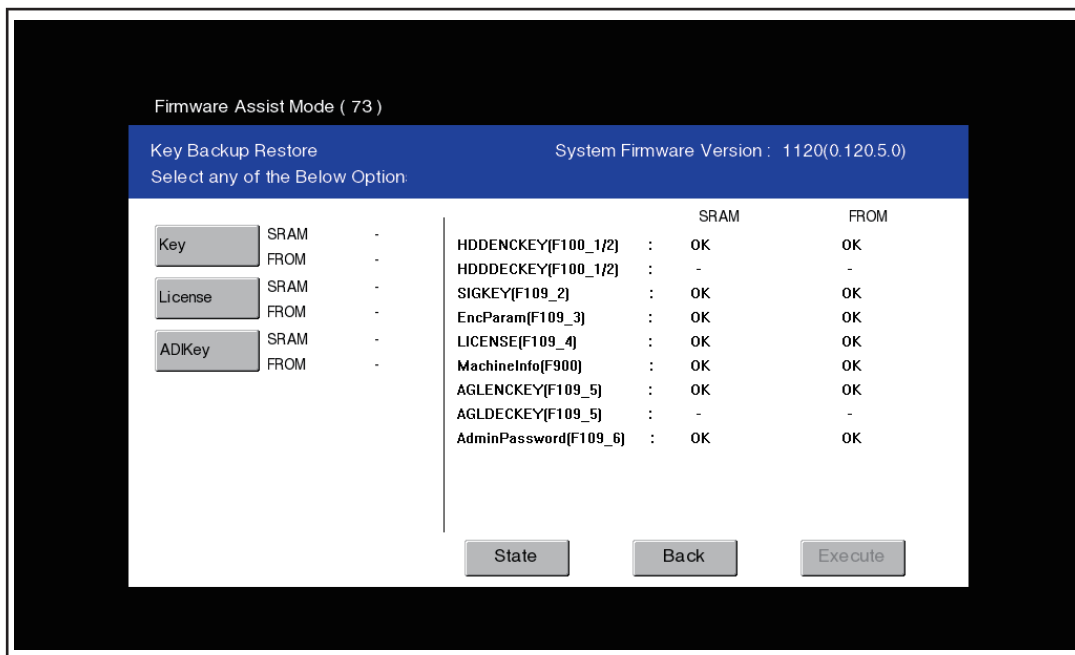 Firmware Assist Mode ( 73 )
Key Backup Restore System Firmware Version : 1120(0.120.5.0)
Select any of the Below Option:
Key SRAM -
FROM -
License SRAM -
FROM -
ADIKey SRAM -
FROM -
SRAM FROM
HDDENCKEY(F100_1/2) : OK OK
HDDDECKEY(F100_1/2) : - -
SIGKEY(F109_2) : OK OK
EncParam(F109_3) : OK OK
LICENSE(F109_4) : OK OK
MachineInfo(F900) : OK OK
AGLENCKEY(F109_5) : OK OK
AGLDECKEY(F109_5) : - -
AdminPassword(F109_6) : OK OK
State Back Execute